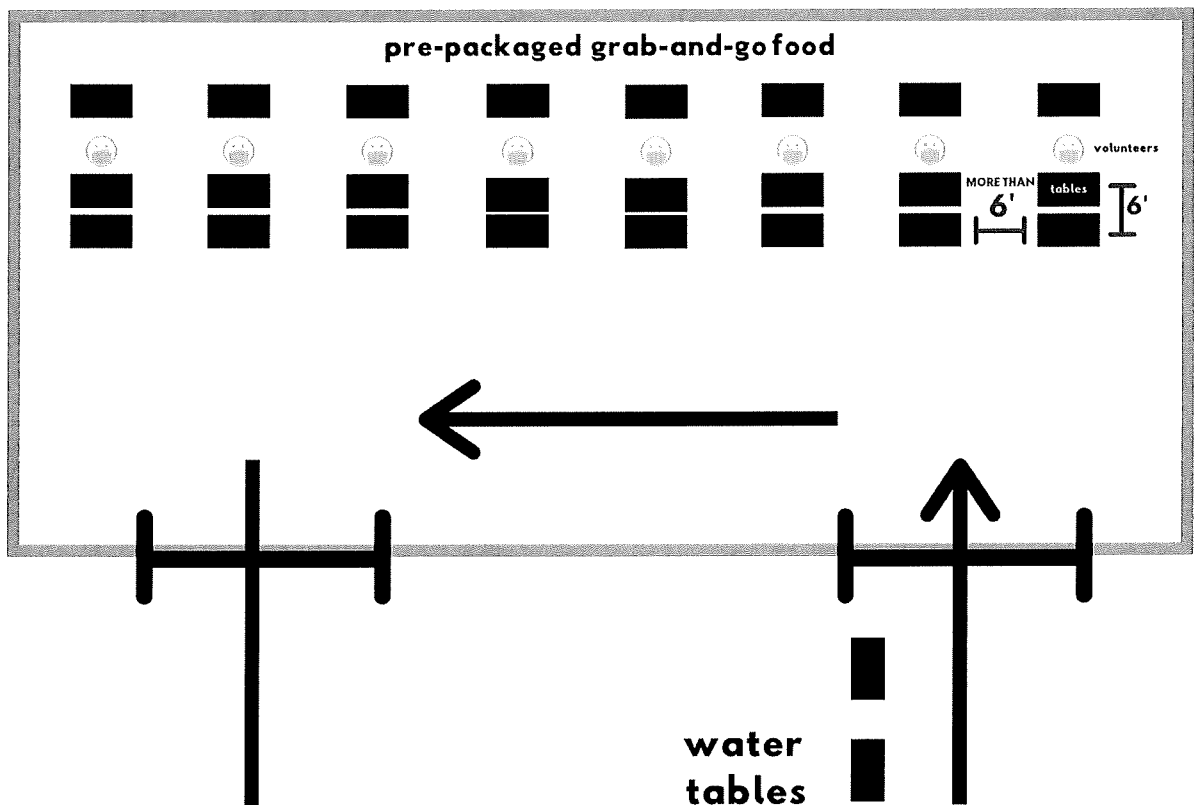 pre-packaged grab-and-go food
volunteers
MORE THAN
6'
tables
6'
water
tables